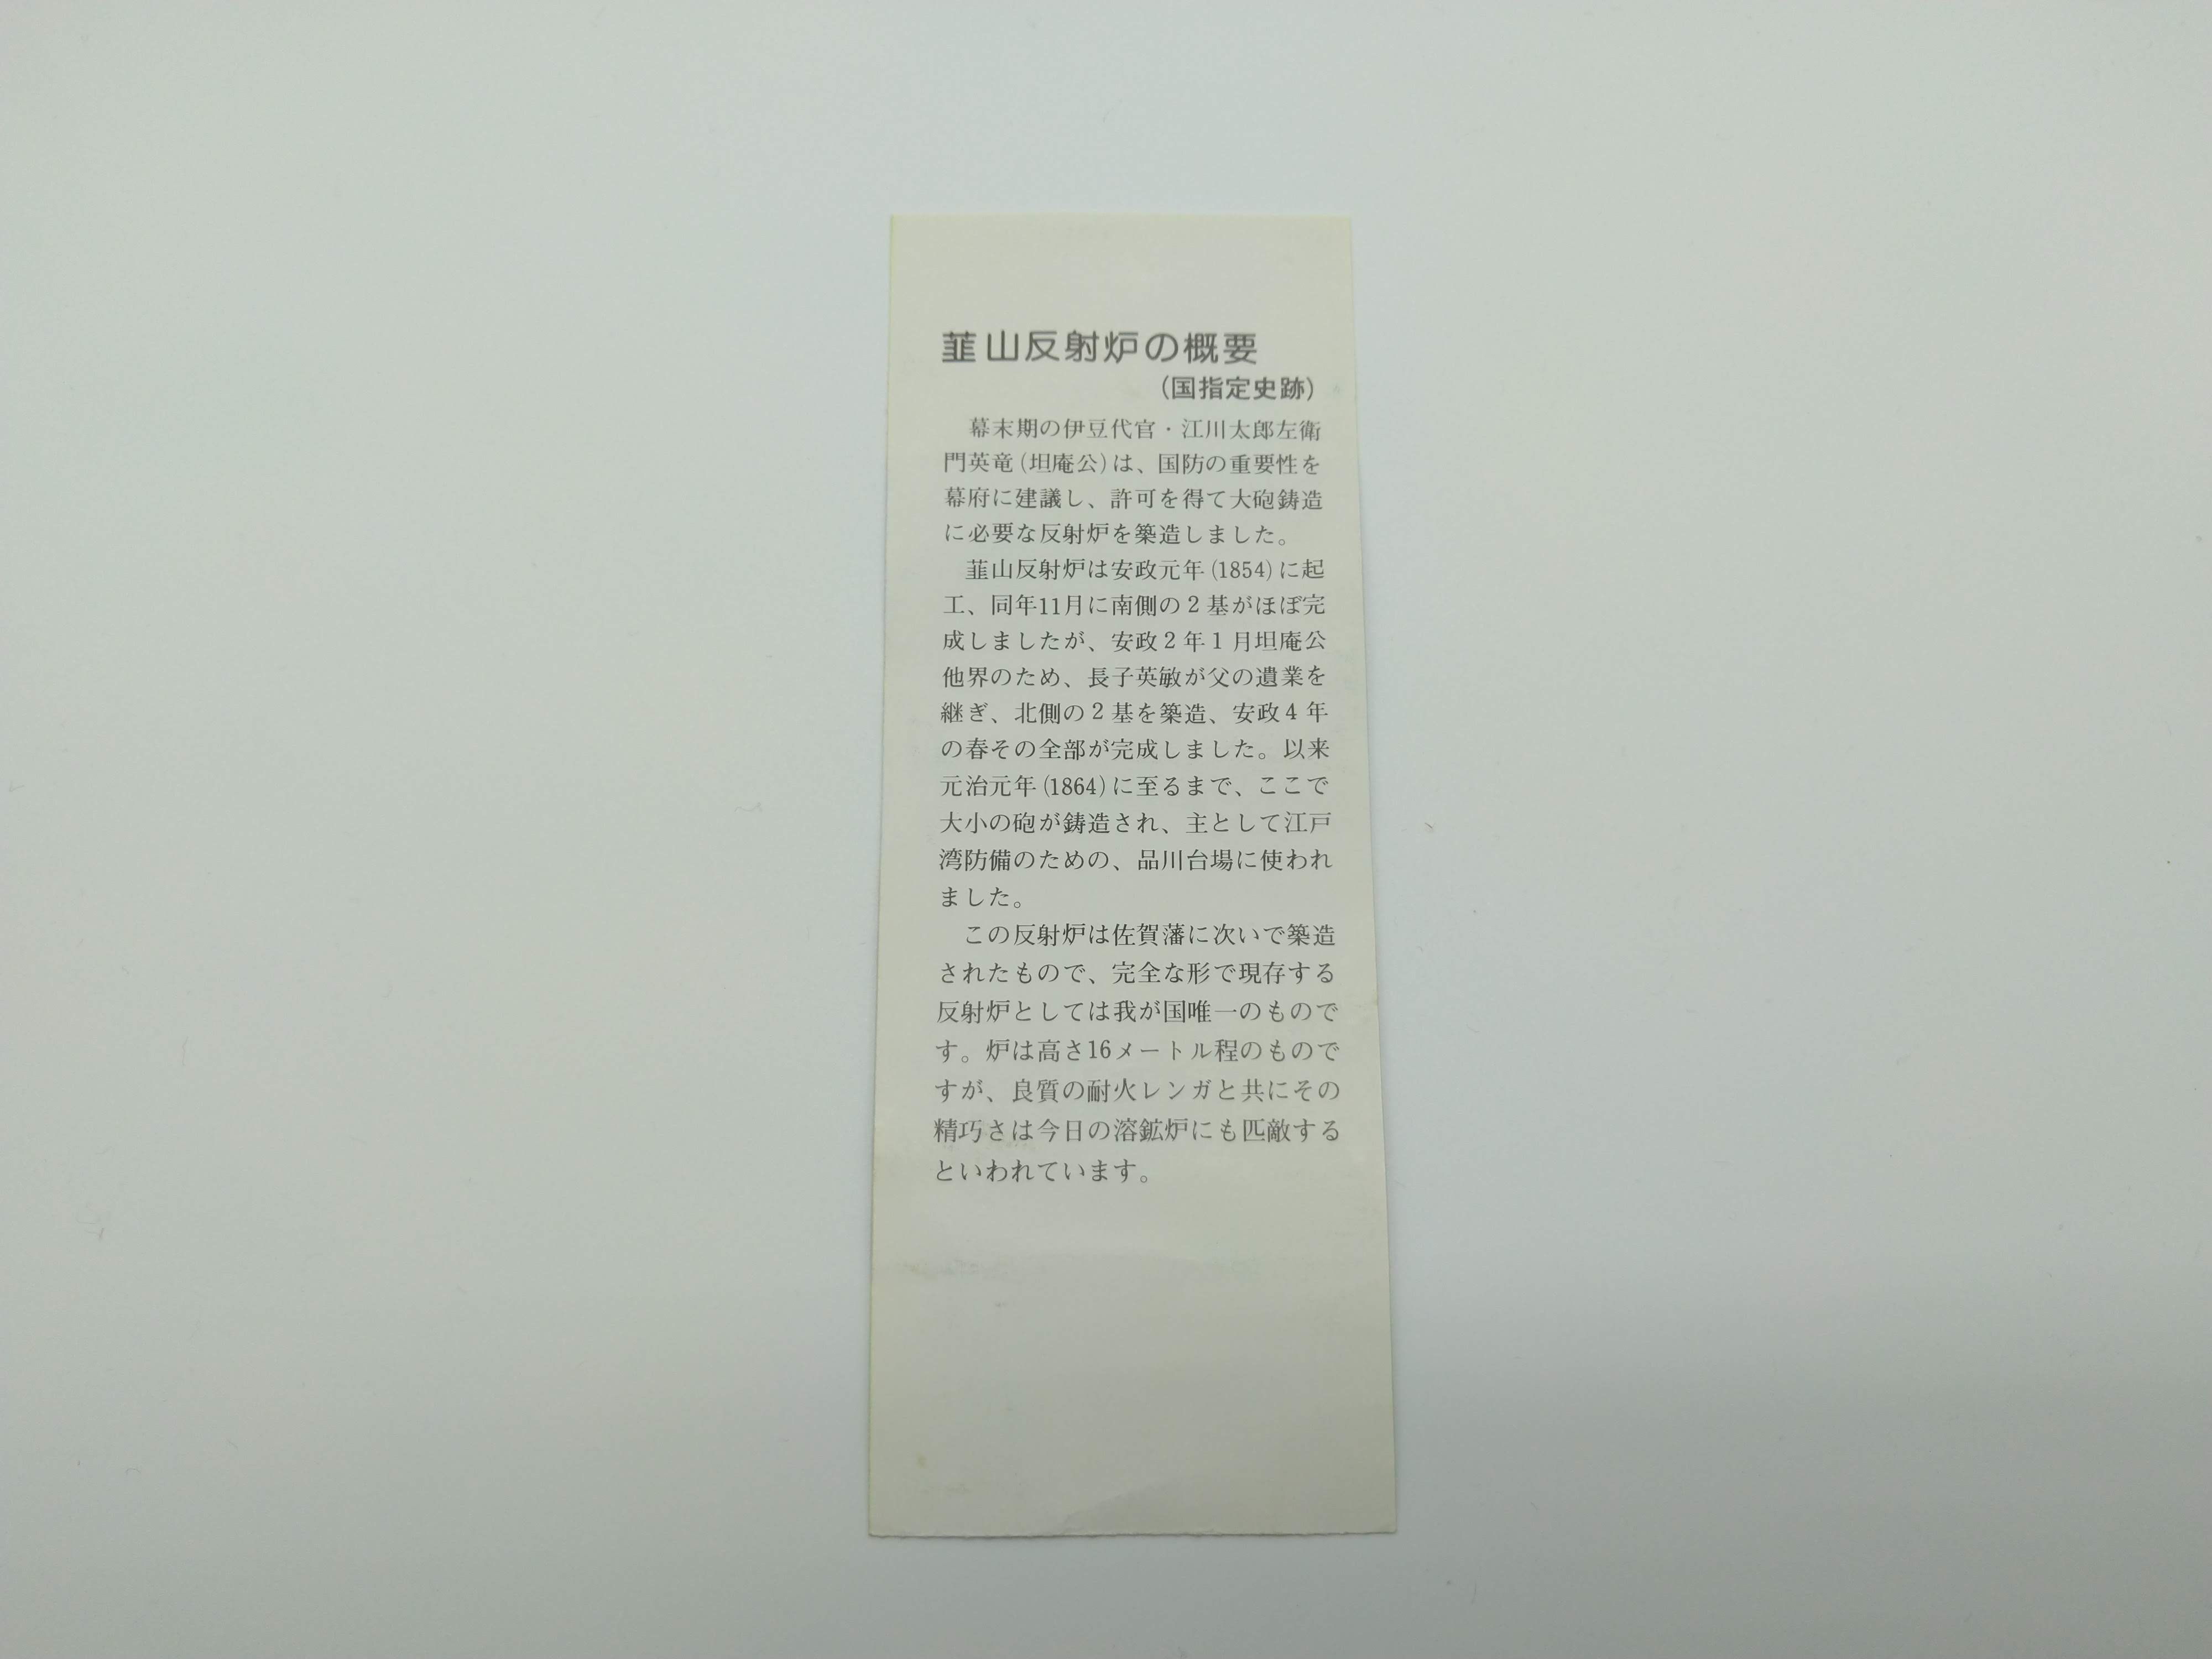 韮山反射炉の概要
(国指定史跡)
幕末期の伊豆代官・江川太郎左衛
門英竜(坦庵公)は、国防の重要性を
幕府に建議し、許可を得て大砲鋳造
に必要な反射炉を築造しました。
韮山反射炉は安政元年(1854)に起
工、同年11月に南側の2基がほぼ完
成しましたが、安政2年1月坦庵公
他界のため、長子英敏が父の遺業を
継ぎ、北側の2基を築造、安政4年
の春その全部が完成しました。以来
元治元年(1864)に至るまで、ここで
大小の砲が鋳造され、主として江戸
湾防備のための、品川台場に使われ
ました。
この反射炉は佐賀藩に次いで築造
されたもので、完全な形で現存する
反射炉としては我が国唯一のもので
す。炉は高さ16メートル程のもので
すが、良質の耐火レンガと共にその
精巧さは今日の溶鉱炉にも匹敵する
といわれています。